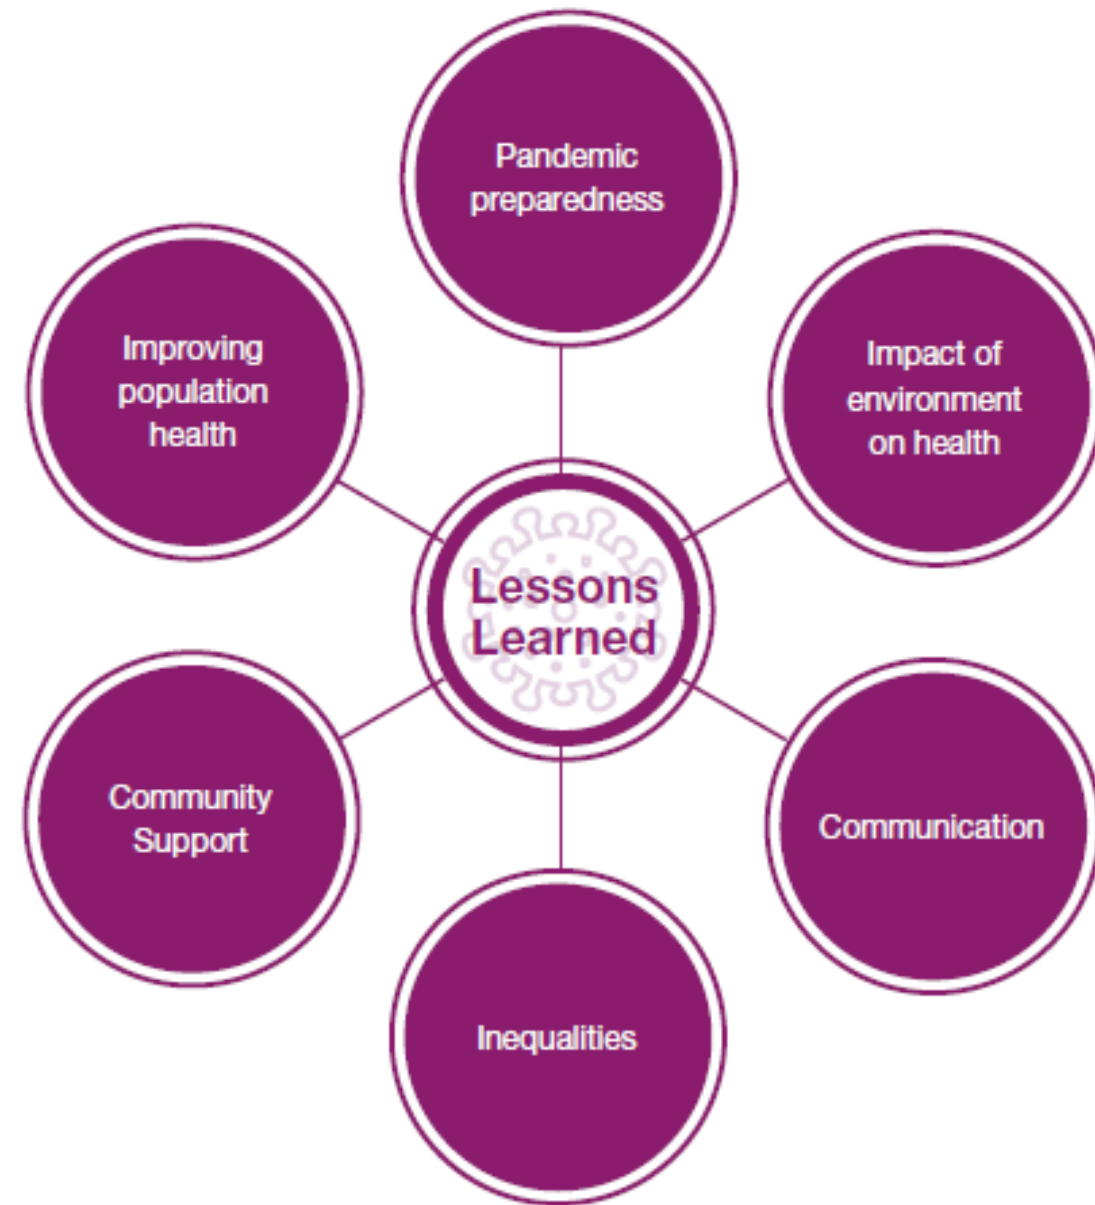 Pandemic
preparedness
Improving
population
health
Impact of
environment
on health
Lessons
Learned
Community
Support
Communication
Inequalities